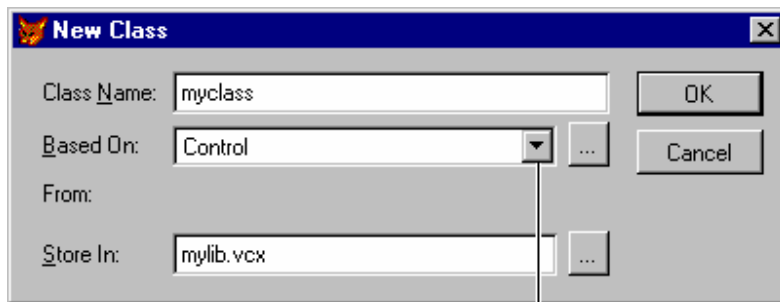 New Class
Class Name: myclass
OK
Based On: Control ...
Cancel
From:
Store In: mylib.vcx ...